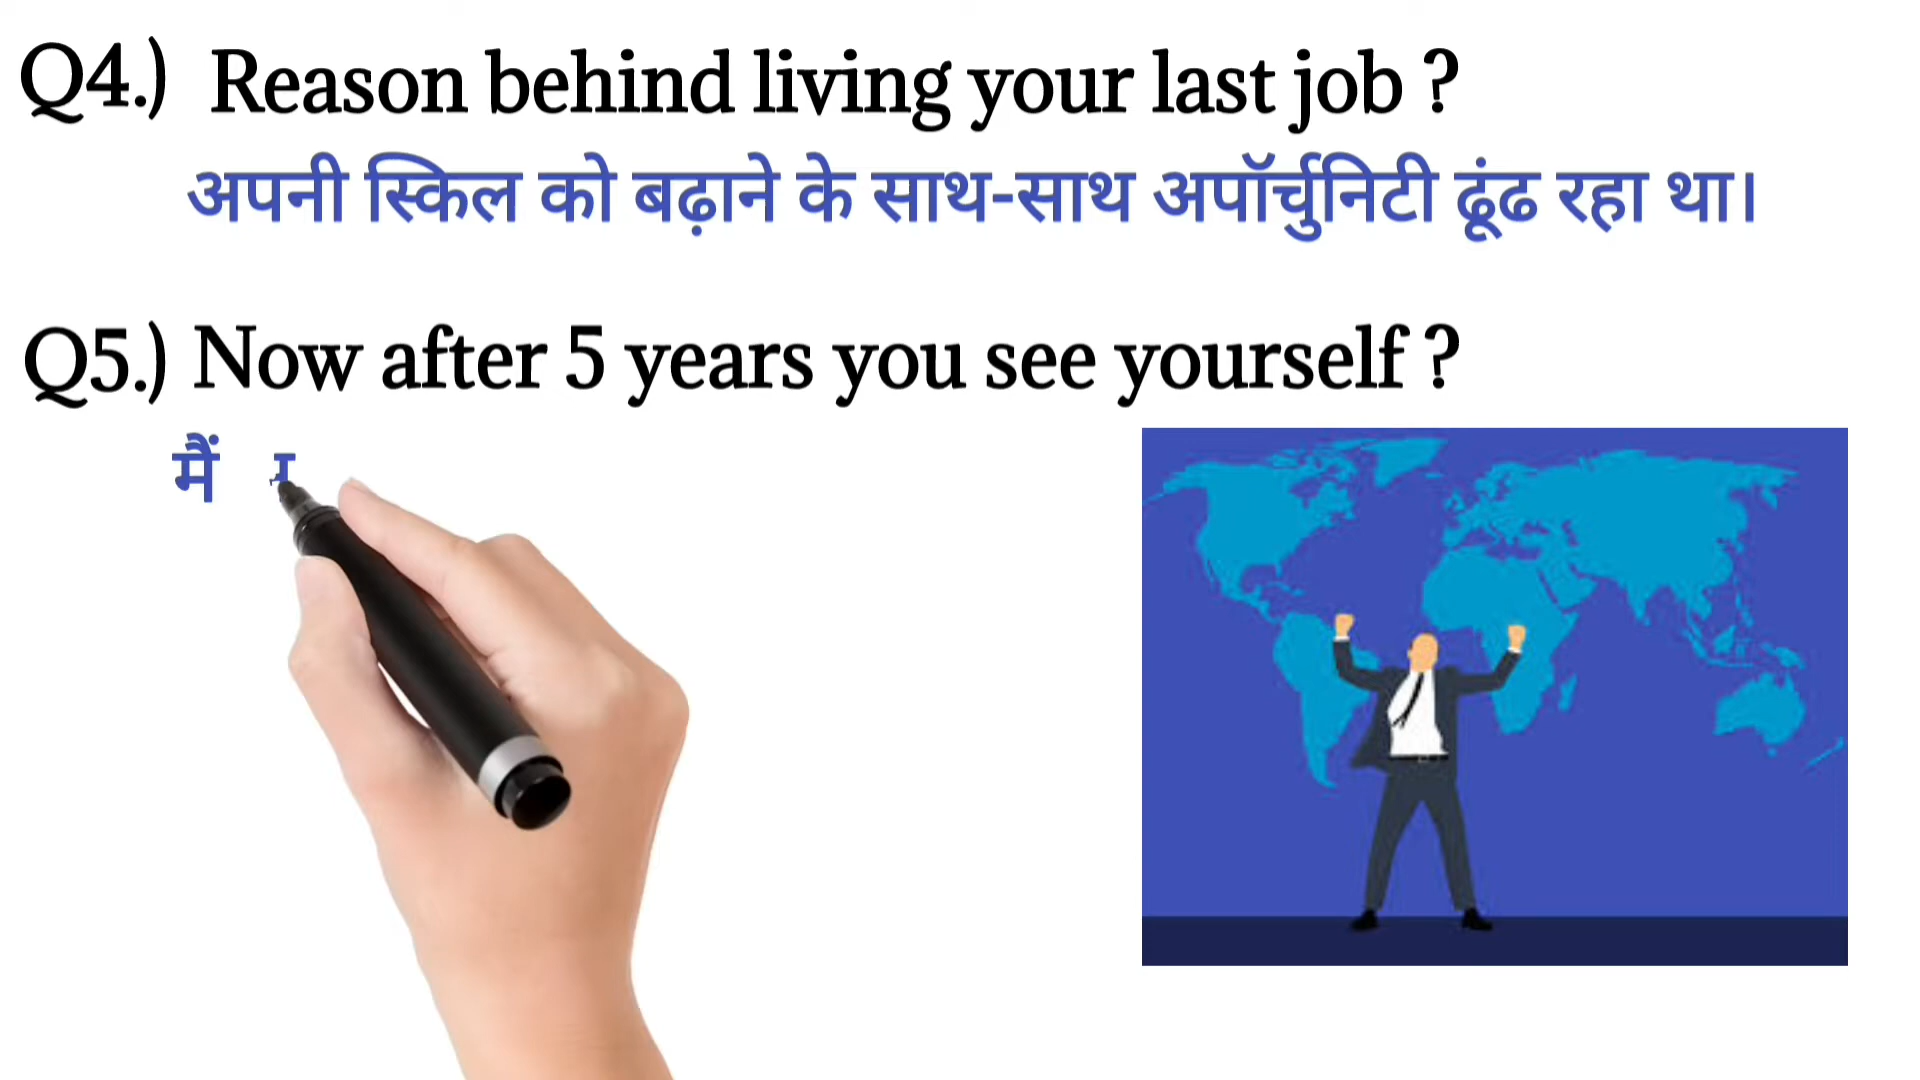 Q4.) Reason behind living your last job ?
अपनी स्किल को बढ़ाने के साथ-साथ अपॉर्चुनिटी ढूंढ रहा था।
Q5.) Now after 5 years you see yourself ?
मैं